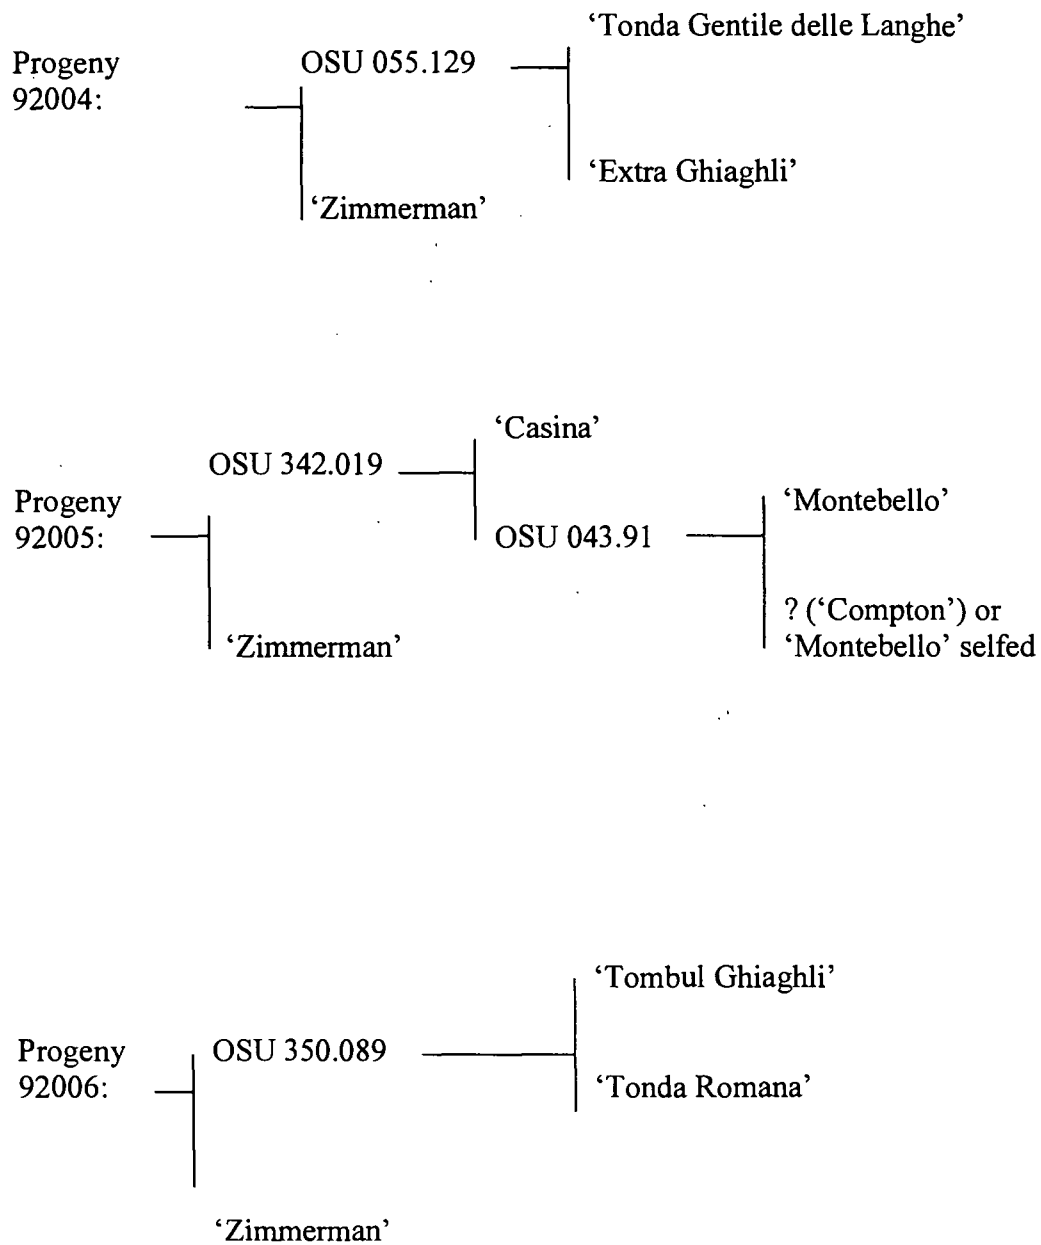 ‘Tonda Gentile delle Langhe’
Progeny
92004:
OSU 055.129
‘Extra Ghiaghli’
‘Zimmerman’
‘Casina’
OSU 342.019
Progeny
92005:
‘Montebello’
OSU 043.91
? (‘Compton’) or
‘Montebello’ selfed
‘Zimmerman’
‘Tombul Ghiaghli’
Progeny
92006:
OSU 350.089
‘Tonda Romana’
‘Zimmerman’